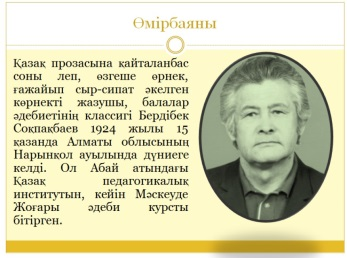 Өмірбаяны
Қазақ прозасына қайталанбас
соны леп, өзгеше өрнек,
ғажайып сыр-сипат әкелген
көрнекті жазушы, балалар
әдебиетінің классигі Бердібек
Соқпақбаев 1924 жылы 15
қазанда Алматы облысының
Нарынқол ауылында дүниеге
келді. Ол Абай атындағы
Қазақ педагогикалық
институтын, кейін Мәскеуде
Жоғары әдеби курсты
бітірген.